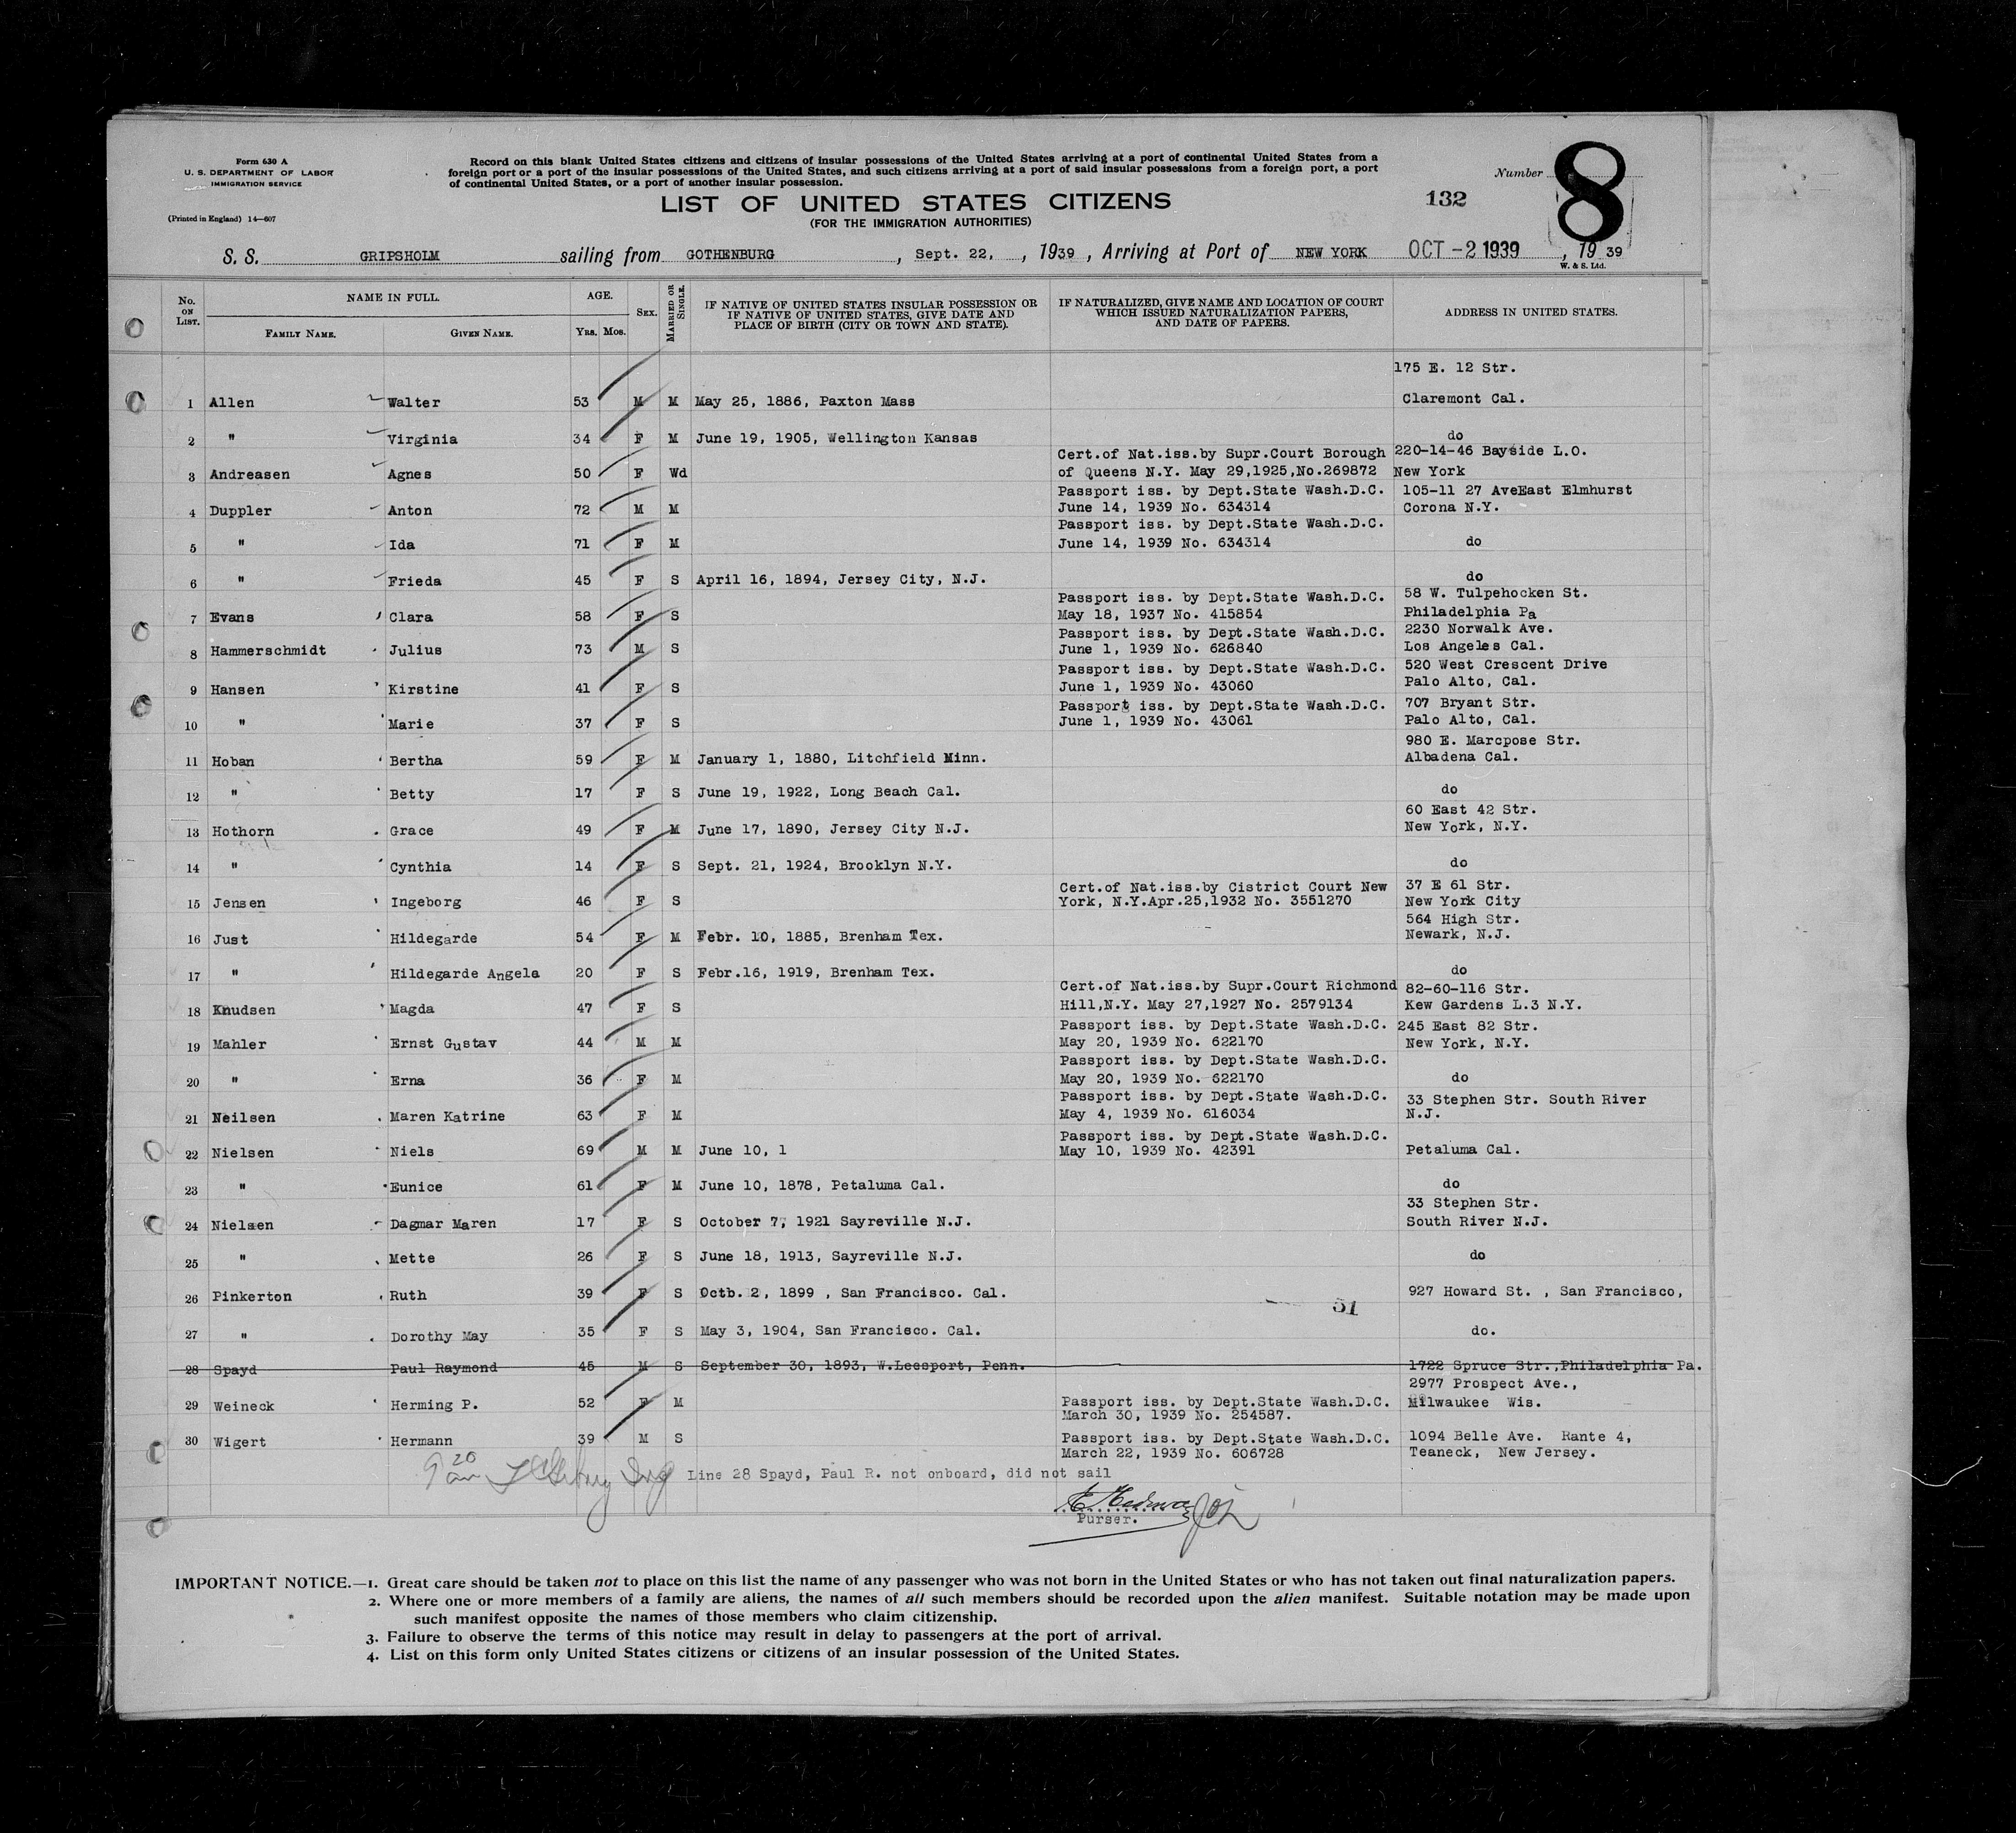 Form 630 A
U. S. DEPARTMENT OF LABOR
IMMIGRATION SERVICE
(Printed in England) 14—607
Record on this blank United States citizens and citizens of insular possessions of the United States arriving at a port of continental United States from a
foreign port or a port of the insular possessions of the United States, and such citizens arriving at a port of said insular possessions from a foreign port, a port
of continental United States, or a port of another insular possession.
Number 8
LIST OF UNITED STATES CITIZENS
132
(FOR THE IMMIGRATION AUTHORITIES)
S. S. GRIPSHOLM sailing from GOTHENBURG, Sept. 22, , 1939 , Arriving at Port of NEW YORK OCT -2 1939 , 19 39
W. & S. Ltd.
No. ON LIST.
NAME IN FULL.
FAMILY NAME. GIVEN NAME.
AGE.
YRS. MOS.
SEX.
MARRIED OR SINGLE.
IF NATIVE OF UNITED STATES INSULAR POSSESSION OR
IF NATIVE OF UNITED STATES, GIVE DATE AND
PLACE OF BIRTH (CITY OR TOWN AND STATE).
IF NATURALIZED, GIVE NAME AND LOCATION OF COURT
WHICH ISSUED NATURALIZATION PAPERS,
AND DATE OF PAPERS.
ADDRESS IN UNITED STATES.
175 E. 12 Str.
1 Allen Walter 53 M M May 25, 1886, Paxton Mass Claremont Cal.
2 " Virginia 34 F M June 19, 1905, Wellington Kansas do
Cert.of Nat.iss.by Supr.Court Borough 220-14-46 Bayside L.O.
3 Andreasen Agnes 50 F Wd of Queens N.Y. May 29,1925,No.269872 New York
Passport iss. by Dept.State Wash.D.C. 105-11 27 AveEast Elmhurst
4 Duppler Anton 72 M M June 14, 1939 No. 634314 Corona N.Y.
Passport iss. by Dept.State Wash.D.C.
5 " Ida 71 F M June 14, 1939 No. 634314 do
6 " Frieda 45 F S April 16, 1894, Jersey City, N.J. do
Passport iss. by Dept.State Wash.D.C. 58 W. Tulpehocken St.
7 Evans Clara 58 F S May 18, 1937 No. 415854 Philadelphia Pa
Passport iss. by Dept.State Wash.D.C. 2230 Norwalk Ave.
8 Hammerschmidt Julius 73 M S June 1, 1939 No. 626840 Los Angeles Cal.
Passport iss. by Dept.State Wash.D.C. 520 West Crescent Drive
9 Hansen Kirstine 41 F S June 1, 1939 No. 43060 Palo Alto, Cal.
Passport iss. by Dept.State Wash.D.C. 707 Bryant Str.
10 " Marie 37 F S June 1, 1939 No. 43061 Palo Alto, Cal.
980 E. Marcpose Str.
11 Hoban Bertha 59 F M January 1, 1880, Litchfield Minn. Albadena Cal.
12 " Betty 17 F S June 19, 1922, Long Beach Cal. do
60 East 42 Str.
13 Hothorn Grace 49 F M June 17, 1890, Jersey City N.J. New York, N.Y.
14 " Cynthia 14 F S Sept. 21, 1924, Brooklyn N.Y. do
Cert.of Nat.iss.by Cistrict Court New 37 E 61 Str.
15 Jensen Ingeborg 46 F S York, N.Y.Apr.25,1932 No. 3551270 New York City
564 High Str.
16 Just Hildegarde 54 F M Febr. 10, 1885, Brenham Tex. Newark, N.J.
17 " Hildegarde Angela 20 F S Febr.16, 1919, Brenham Tex. do
Cert.of Nat.iss.by Supr.Court Richmond 82-60-116 Str.
18 Knudsen Magda 47 F S Hill,N.Y. May 27,1927 No. 2579134 Kew Gardens L.3 N.Y.
Passport iss. by Dept.State Wash.D.C. 245 East 82 Str.
19 Mahler Ernst Gustav 44 M M May 20, 1939 No. 622170 New York, N.Y.
Passport iss. by Dept.State Wash.D.C.
20 " Erna 36 F M May 20, 1939 No. 622170 do
Passport iss. by Dept.State Wash.D.C. 33 Stephen Str. South River
21 Neilsen Maren Katrine 63 F M May 4, 1939 No. 616034 N.J.
Passport iss. by Dept.State Wash.D.C.
22 Nielsen Niels 69 M M June 10, 1 May 10, 1939 No. 42391 Petaluma Cal.
23 " Eunice 61 F M June 10, 1878, Petaluma Cal. do
33 Stephen Str.
24 Nielsen Dagmar Maren 17 F S October 7, 1921 Sayreville N.J. South River N.J.
25 " Mette 26 F S June 18, 1913, Sayreville N.J. do
26 Pinkerton Ruth 39 F S Octb. 2, 1899 , San Francisco. Cal. 927 Howard St. , San Francisco,
51
27 " Dorothy May 35 F S May 3, 1904, San Francisco. Cal. do.
28 Spayd Paul Raymond 45 M S September 30, 1893, W.Leesport, Penn. 1722 Spruce Str.,Philadelphia Pa.
2977 Prospect Ave.,
29 Weineck Herming P. 52 F M Passport iss. by Dept.State Wash.D.C. Milwaukee Wis.
March 30, 1939 No. 254587.
30 Wigert Hermann 39 M S Passport iss. by Dept.State Wash.D.C. 1094 Belle Ave. Rante 4,
March 22, 1939 No. 606728 Teaneck, New Jersey.
9 20 am
Line 28 Spayd, Paul R. not onboard, did not sail
Purser.
IMPORTANT NOTICE.—1. Great care should be taken not to place on this list the name of any passenger who was not born in the United States or who has not taken out final naturalization papers.
2. Where one or more members of a family are aliens, the names of all such members should be recorded upon the alien manifest. Suitable notation may be made upon
such manifest opposite the names of those members who claim citizenship.
3. Failure to observe the terms of this notice may result in delay to passengers at the port of arrival.
4. List on this form only United States citizens or citizens of an insular possession of the United States.